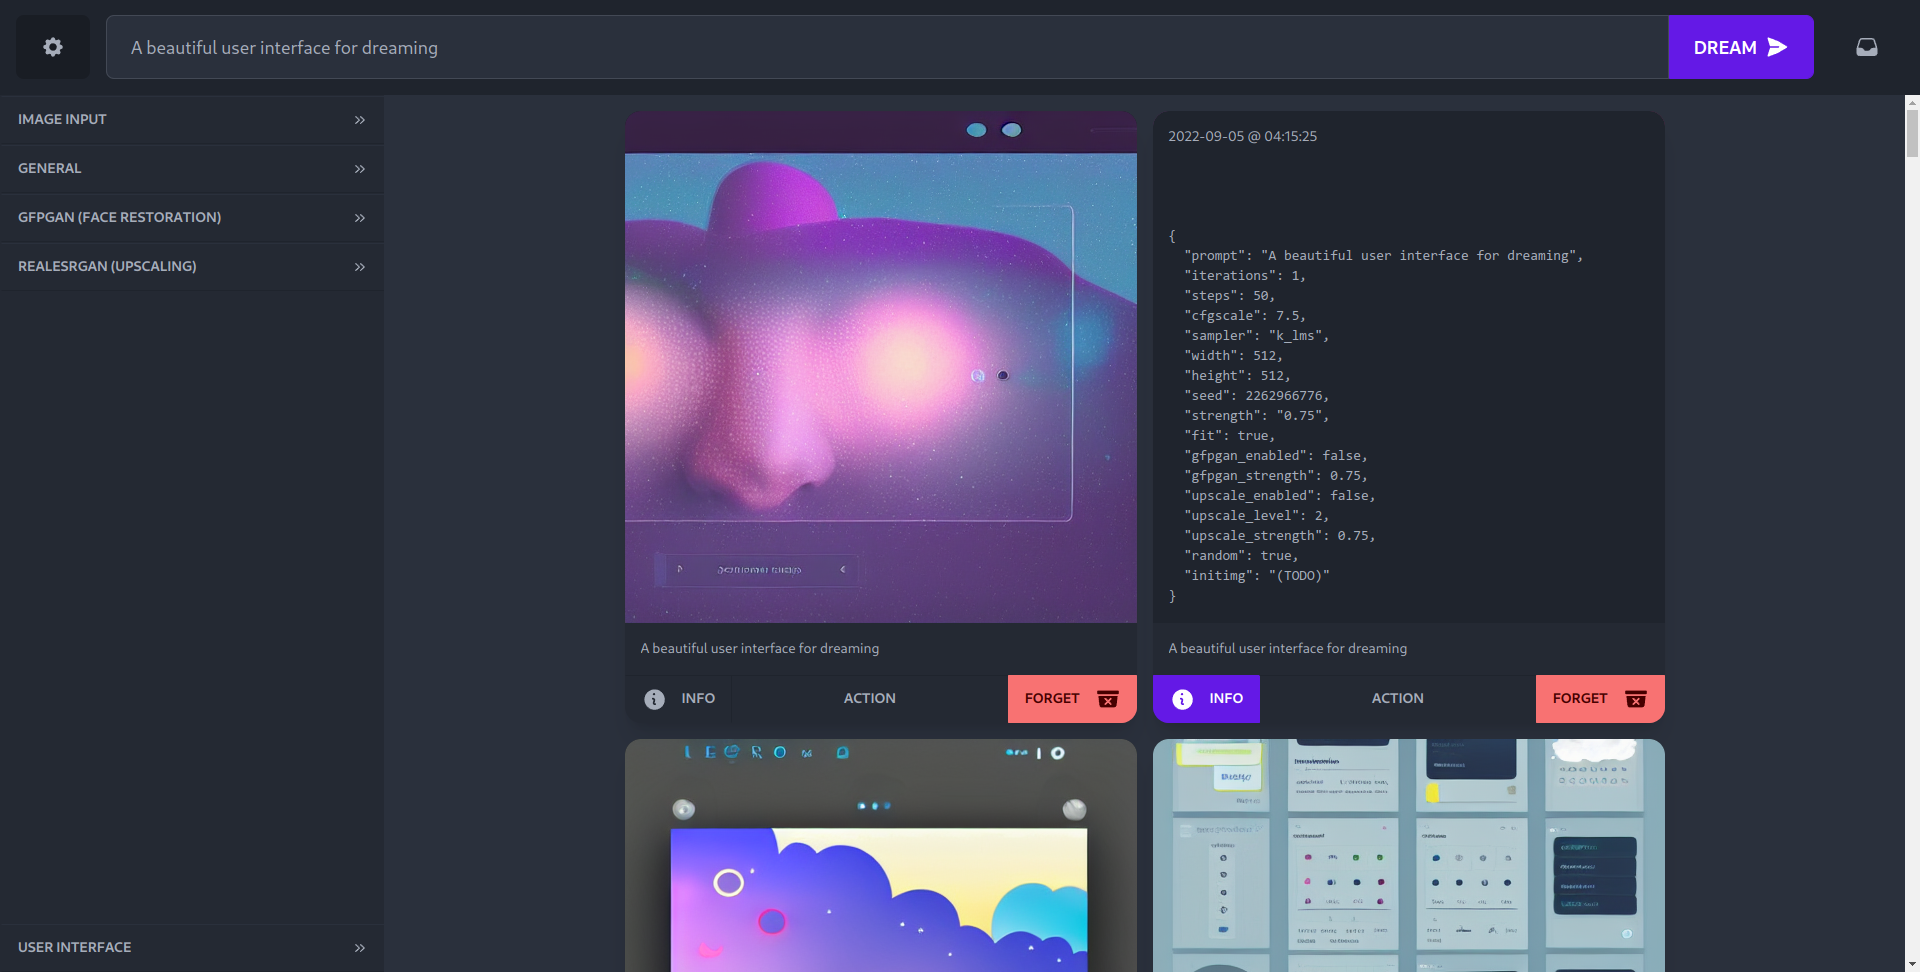 A beautiful user interface for dreaming
DREAM
IMAGE INPUT
GENERAL
GFPGAN (FACE RESTORATION)
REALESRGAN (UPSCALING)
USER INTERFACE
A beautiful user interface for dreaming
INFO
ACTION
FORGET
2022-09-05 @ 04:15:25
{
"prompt": "A beautiful user interface for dreaming",
"iterations": 1,
"steps": 50,
"cfgscale": 7.5,
"sampler": "k_lms",
"width": 512,
"height": 512,
"seed": 2262966776,
"strength": "0.75",
"fit": true,
"gfpgan_enabled": false,
"gfpgan_strength": 0.75,
"upscale_enabled": false,
"upscale_level": 2,
"upscale_strength": 0.75,
"random": true,
"initimg": "(TODO)"
}
A beautiful user interface for dreaming
INFO
ACTION
FORGET